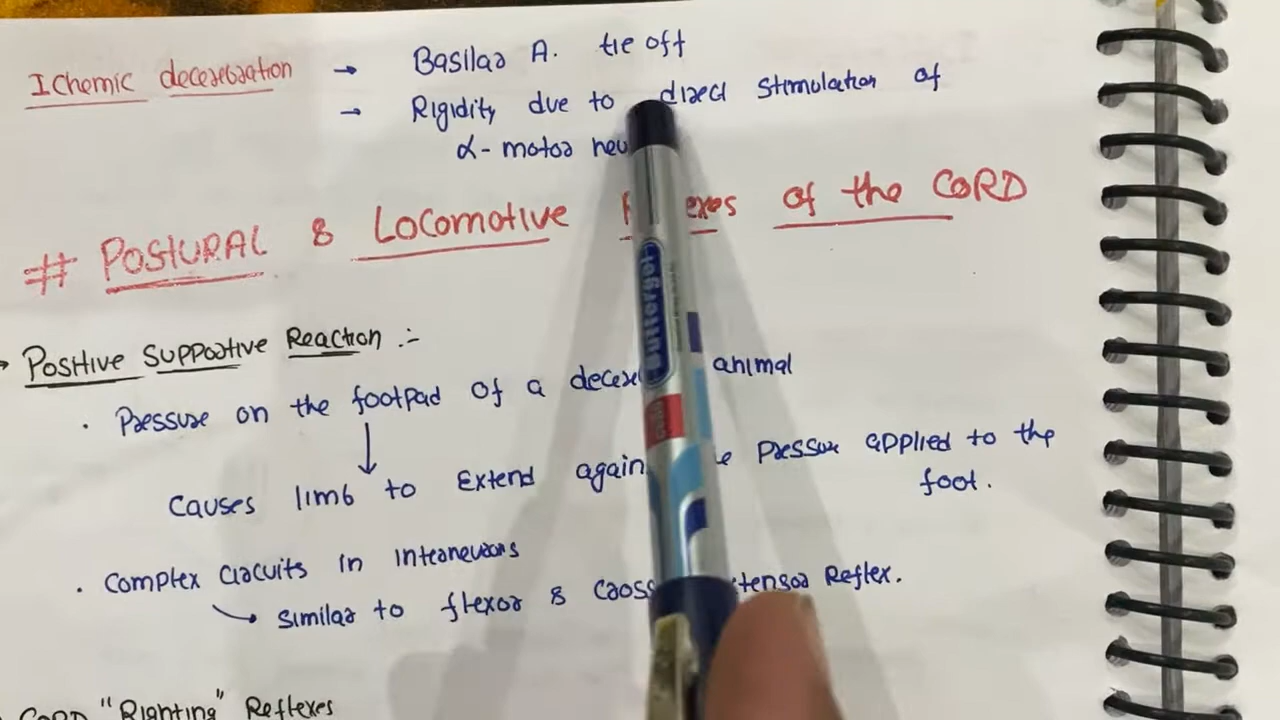 Ichemic decerebration → Basilar A. tie off
→ Rigidity due to direct stimulation of
α- motor
# POSTURAL & LOCOMOTIVE of the CORD
→ Positive Supportive Reaction :-
· Pressure on the footpad of a animal
↓
causes limb to Extend pressure applied to the
foot.
· Complex circuits in interneurons
↳ similar to flexor & Reflex.
CORD "Righting" Reflexes
Butterflow